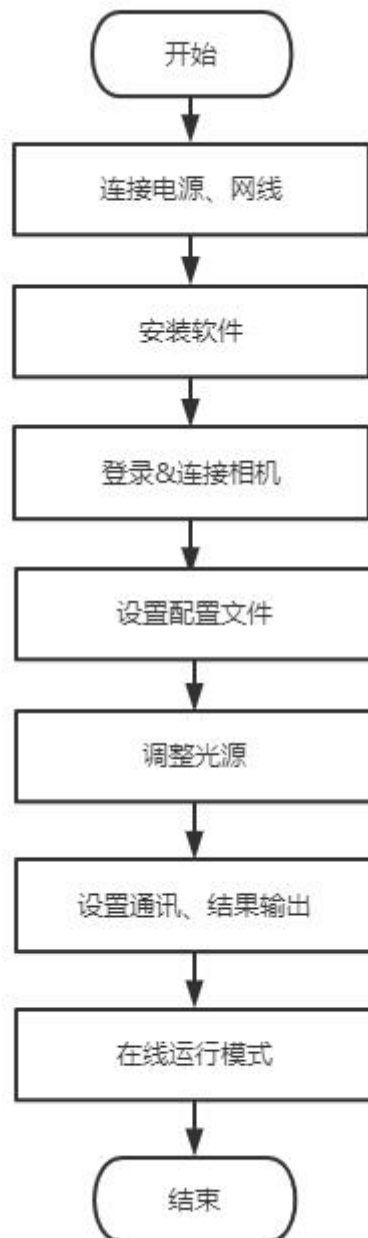 开始
连接电源、网线
安装软件
登录&连接相机
设置配置文件
调整光源
设置通讯、结果输出
在线运行模式
结束